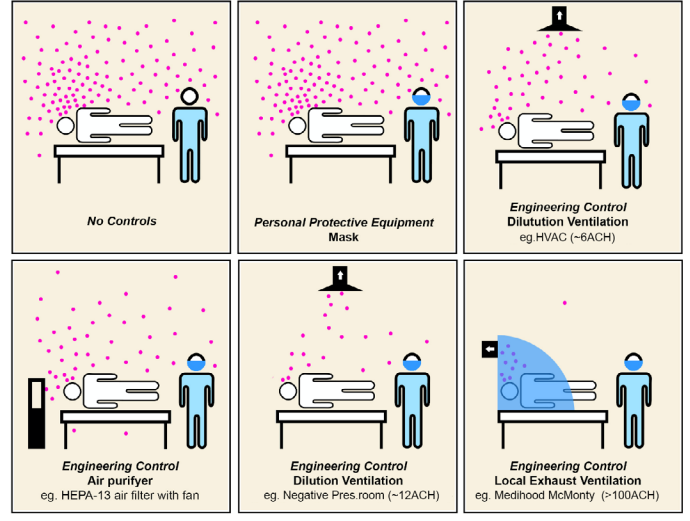 No Controls
Personal Protective Equipment
Mask
Engineering Control
Dilutution Ventilation
eg.HVAC (~6ACH)
Engineering Control
Air purifyer
eg. HEPA-13 air filter with fan
Engineering Control
Dilution Ventilation
eg. Negative Pres.room (~12ACH)
Engineering Control
Local Exhaust Ventilation
eg. Medihood McMonty (>100ACH)